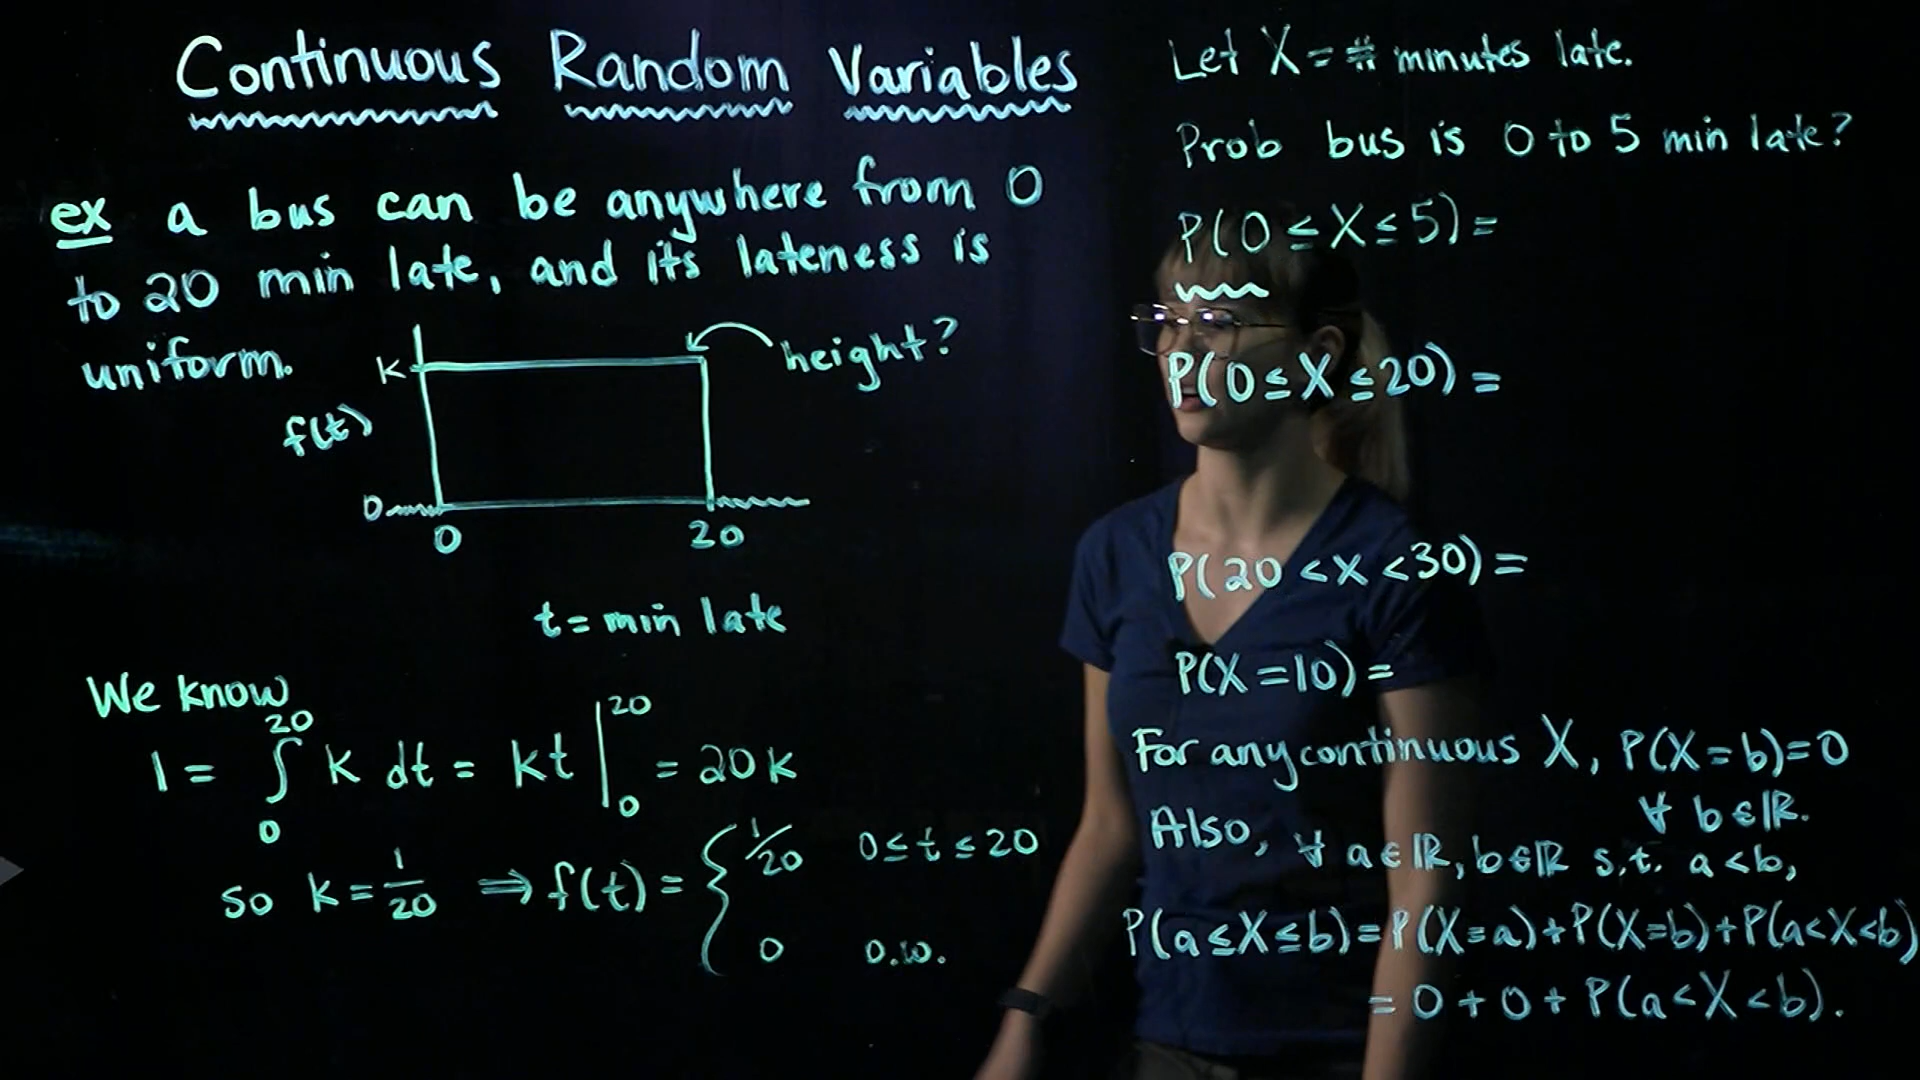 Continuous Random Variables
ex a bus can be anywhere from 0
to 20 min late, and its lateness is
uniform.
K
height?
f(t)
0
0 20
t = min late
We know
1 = ∫₀²⁰ k dt = kt |₀²⁰ = 20k
so k = 1/20 ⇒ f(t) = { 1/20 0 ≤ t ≤ 20
0 o.w.
Let X = # minutes late.
Prob bus is 0 to 5 min late?
P(0 ≤ X ≤ 5) =
P(0 ≤ X ≤ 20) =
P(20 < X < 30) =
P(X = 10) =
For any continuous X, P(X = b) = 0
∀ b ∈ ℝ.
Also, ∀ a ∈ ℝ, b ∈ ℝ s.t. a < b,
P(a ≤ X ≤ b) = P(X = a) + P(X = b) + P(a < X < b)
= 0 + 0 + P(a < X < b).